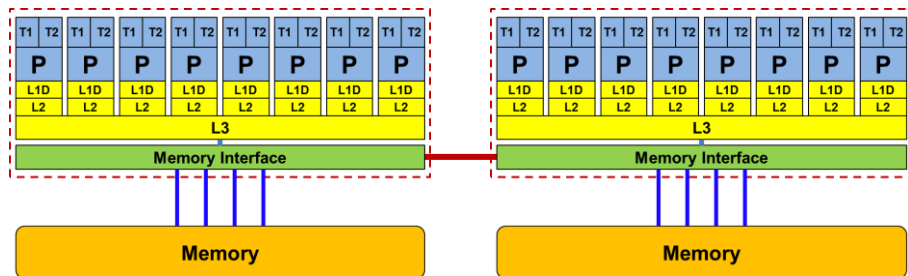 T1 T2 T1 T2 T1 T2 T1 T2 T1 T2 T1 T2 T1 T2 T1 T2
P P P P P P P P
L1D L1D L1D L1D L1D L1D L1D L1D
L2 L2 L2 L2 L2 L2 L2 L2
L3
Memory Interface
Memory
T1 T2 T1 T2 T1 T2 T1 T2 T1 T2 T1 T2 T1 T2 T1 T2
P P P P P P P P
L1D L1D L1D L1D L1D L1D L1D L1D
L2 L2 L2 L2 L2 L2 L2 L2
L3
Memory Interface
Memory